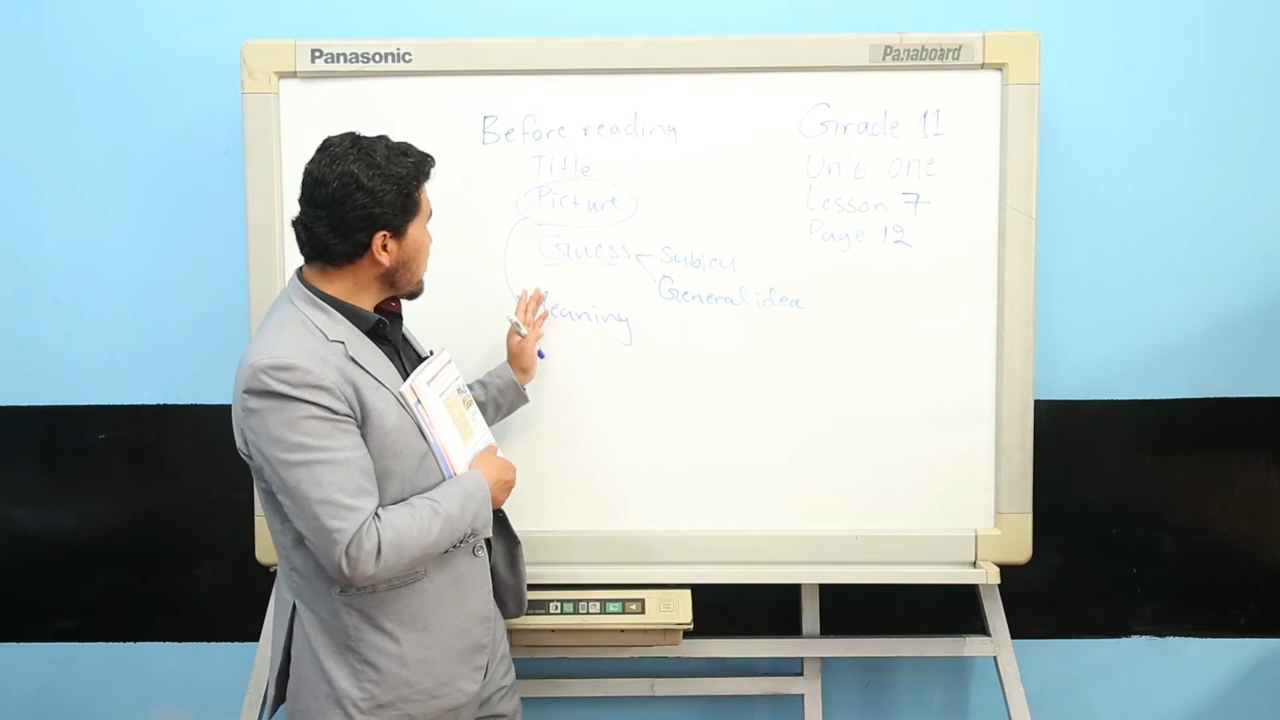 Panasonic
Panaboard
Before reading
Title
Picture
Guess
Subject
General idea
eaning
Grade 11
Unit one
Lesson 7
Page 12